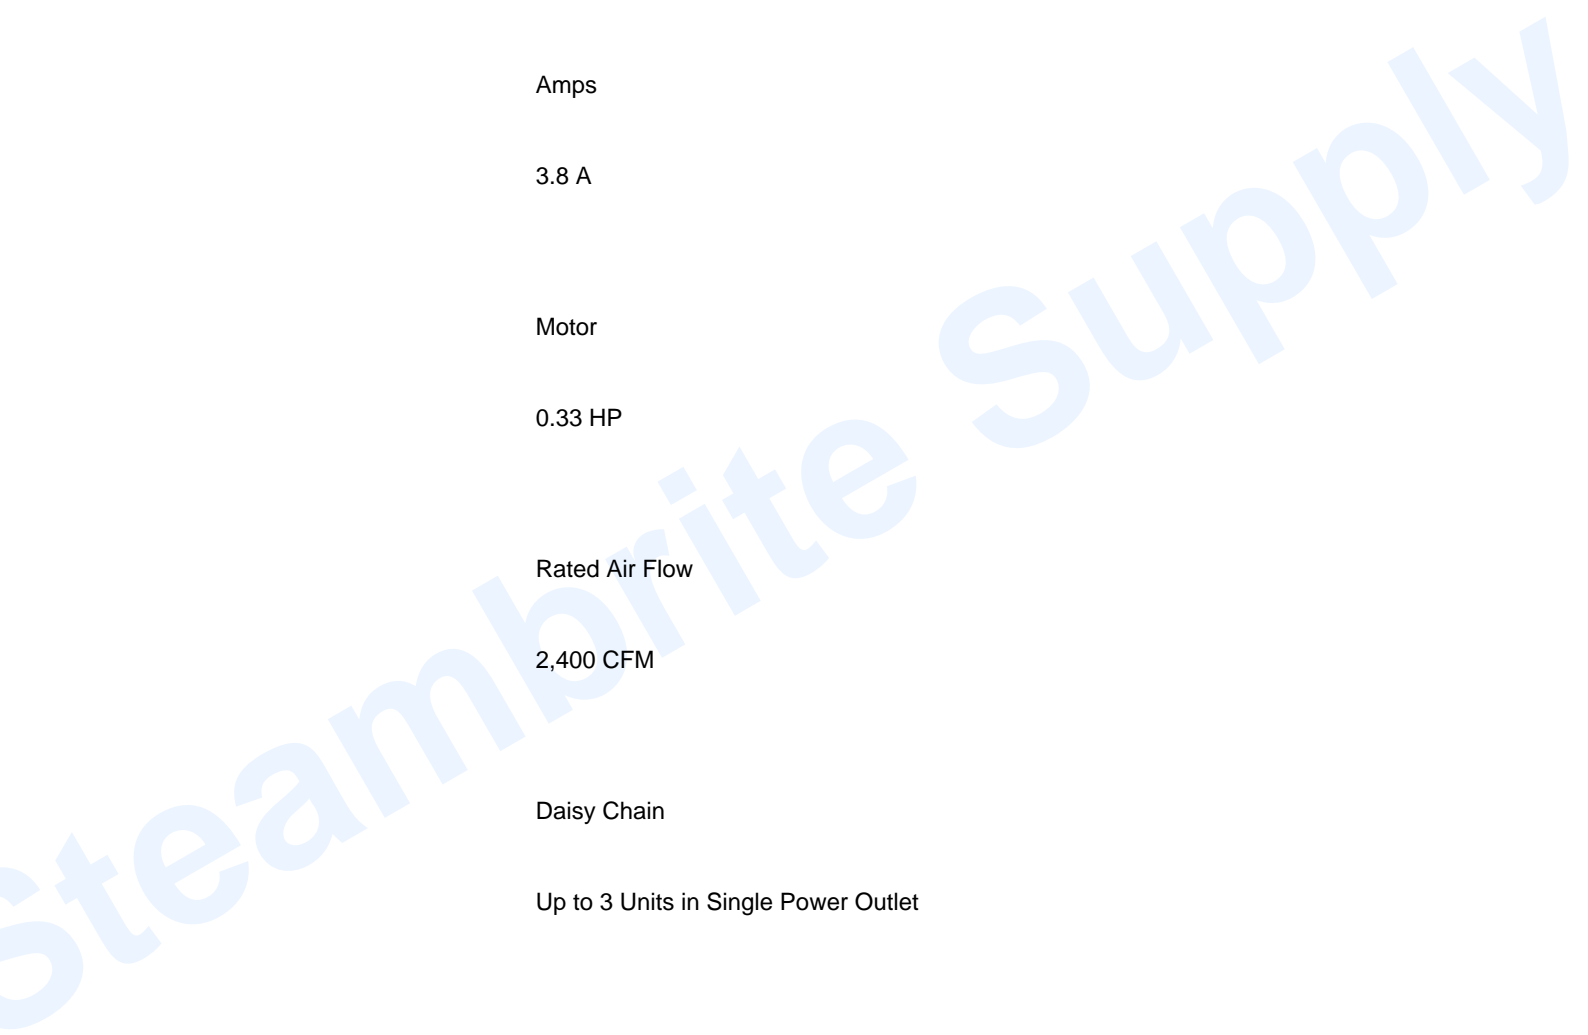 Amps
3.8 A
Motor
0.33 HP
Rated Air Flow
2,400 CFM
Daisy Chain
Up to 3 Units in Single Power Outlet
Steambrite Supply